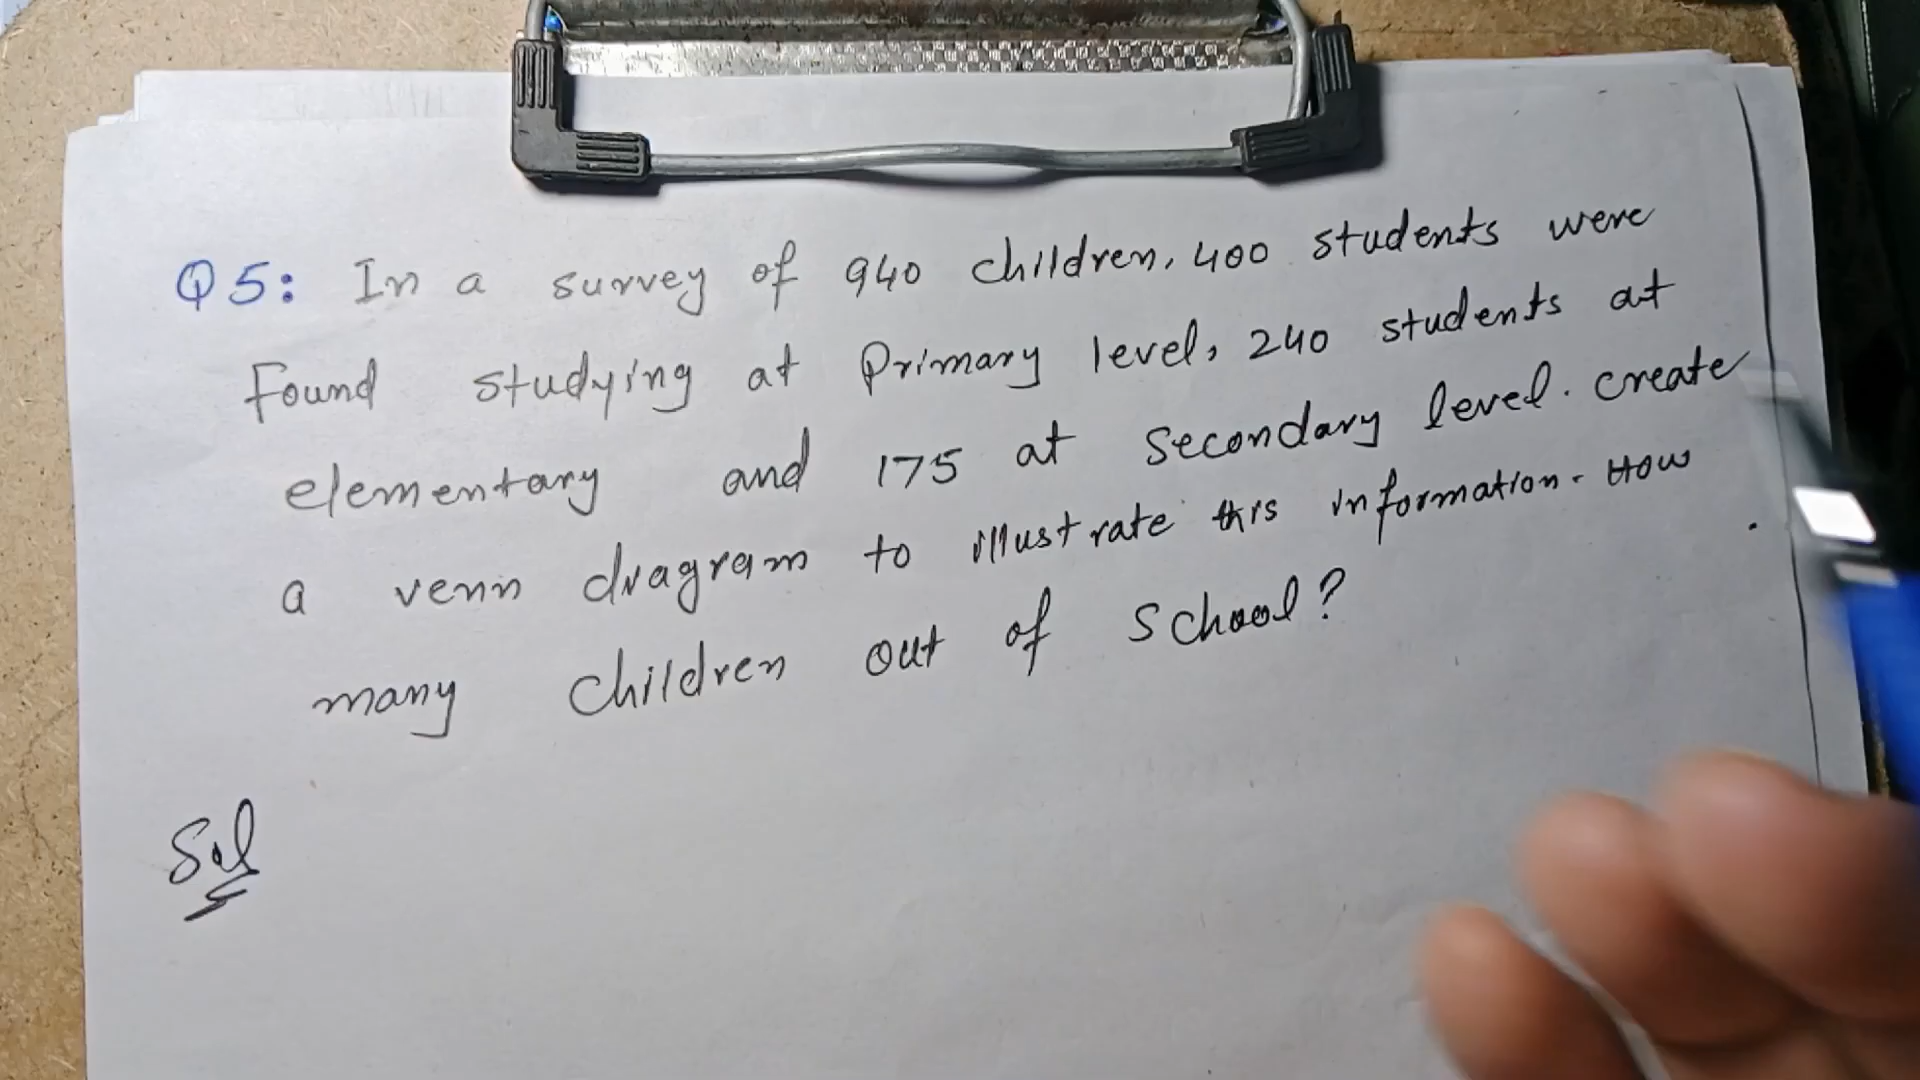 Q5: In a survey of 940 children, 400 students were
Found studying at Primary level, 240 students at
elementary and 175 at secondary level. create
a venn diagram to illustrate this information. How
many children out of school?
Sol